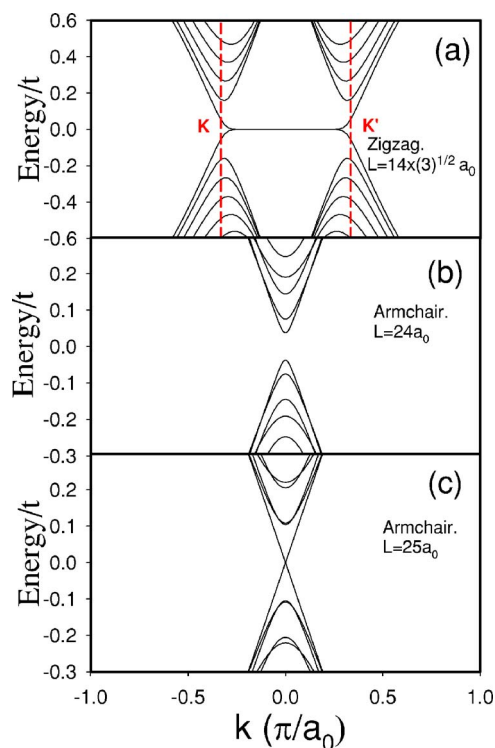 0.6
(a)
0.4
0.2
Energy/t
K
K'
0.0
Zigzag.
-0.2
L=14x(3)1/2 a0
-0.4
-0.6
(b)
0.2
0.1
Armchair.
Energy/t
L=24a0
0.0
-0.1
-0.2
-0.3
(c)
0.2
0.1
Armchair.
Energy/t
L=25a0
0.0
-0.1
-0.2
-0.3
-1.0 -0.5 0.0 0.5 1.0
k (π/a0)